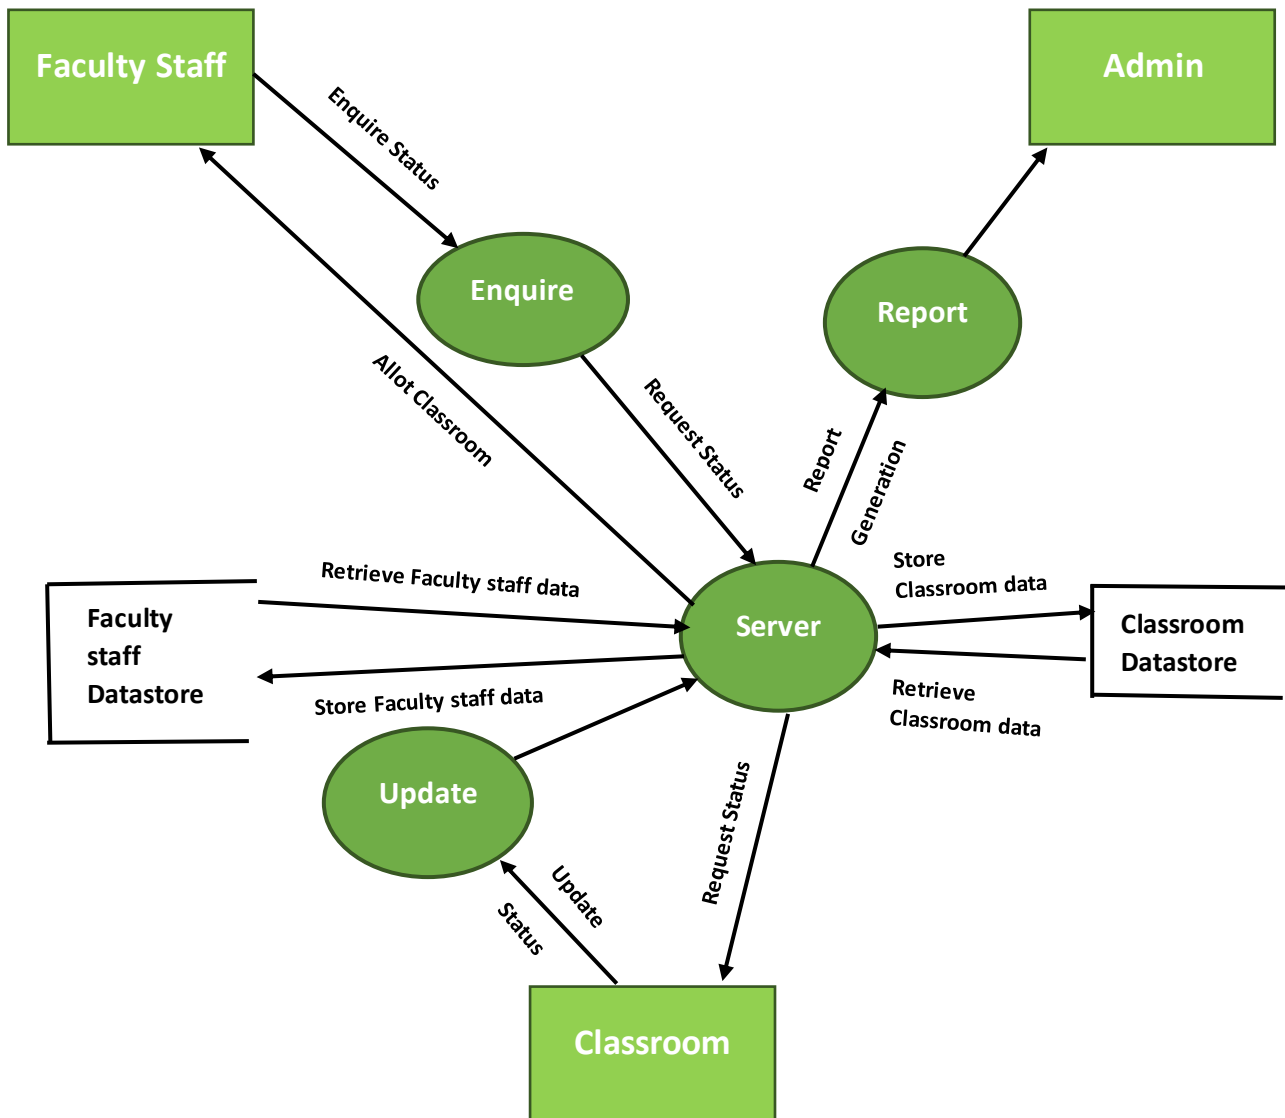 Faculty Staff
Admin
Enquire Status
Enquire
Report
Allot Classroom
Request Status
Report
Generation
Store
Classroom data
Retrieve Faculty staff data
Faculty
staff
Datastore
Server
Classroom
Datastore
Store Faculty staff data
Retrieve
Classroom data
Update
Request Status
Update
Status
Classroom